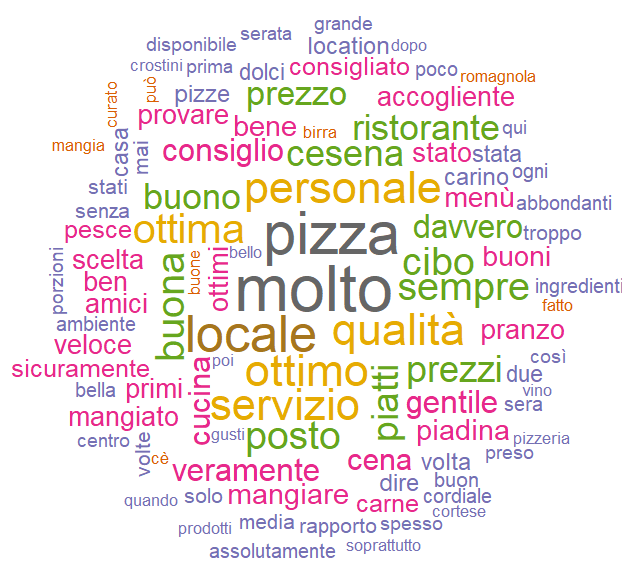 grande
serata
disponibile
location
dopo
crostini
prima
dolci
consigliato
poco
romagnola
curato
può
pizze
prezzo
accogliente
mangia
casa
mai
provare
bene
birra
ristorante
qui
consiglio
cesena
stato
stata
stati
buono
personale
carino
ogni
menù
abbondanti
senza
pesce
ottima
pizza
davvero
troppo
scelta
ottimi
bello
cibo
buoni
porzioni
ben
buona
buone
molto
sempre
ingredienti
amici
fatto
ambiente
locale
qualità
pranzo
veloce
sicuramente
cucina
poi
ottimo
prezzi
due
così
bella
primi
servizio
piatti
gentile
sera
vino
mangiato
centro
volte
gusti
posto
piadina
pizzeria
cè
veramente
cena
volta
preso
dire
buon
quando
solo
mangiare
carne
cordiale
cortese
prodotti
media
rapporto
spesso
assolutamente
soprattutto